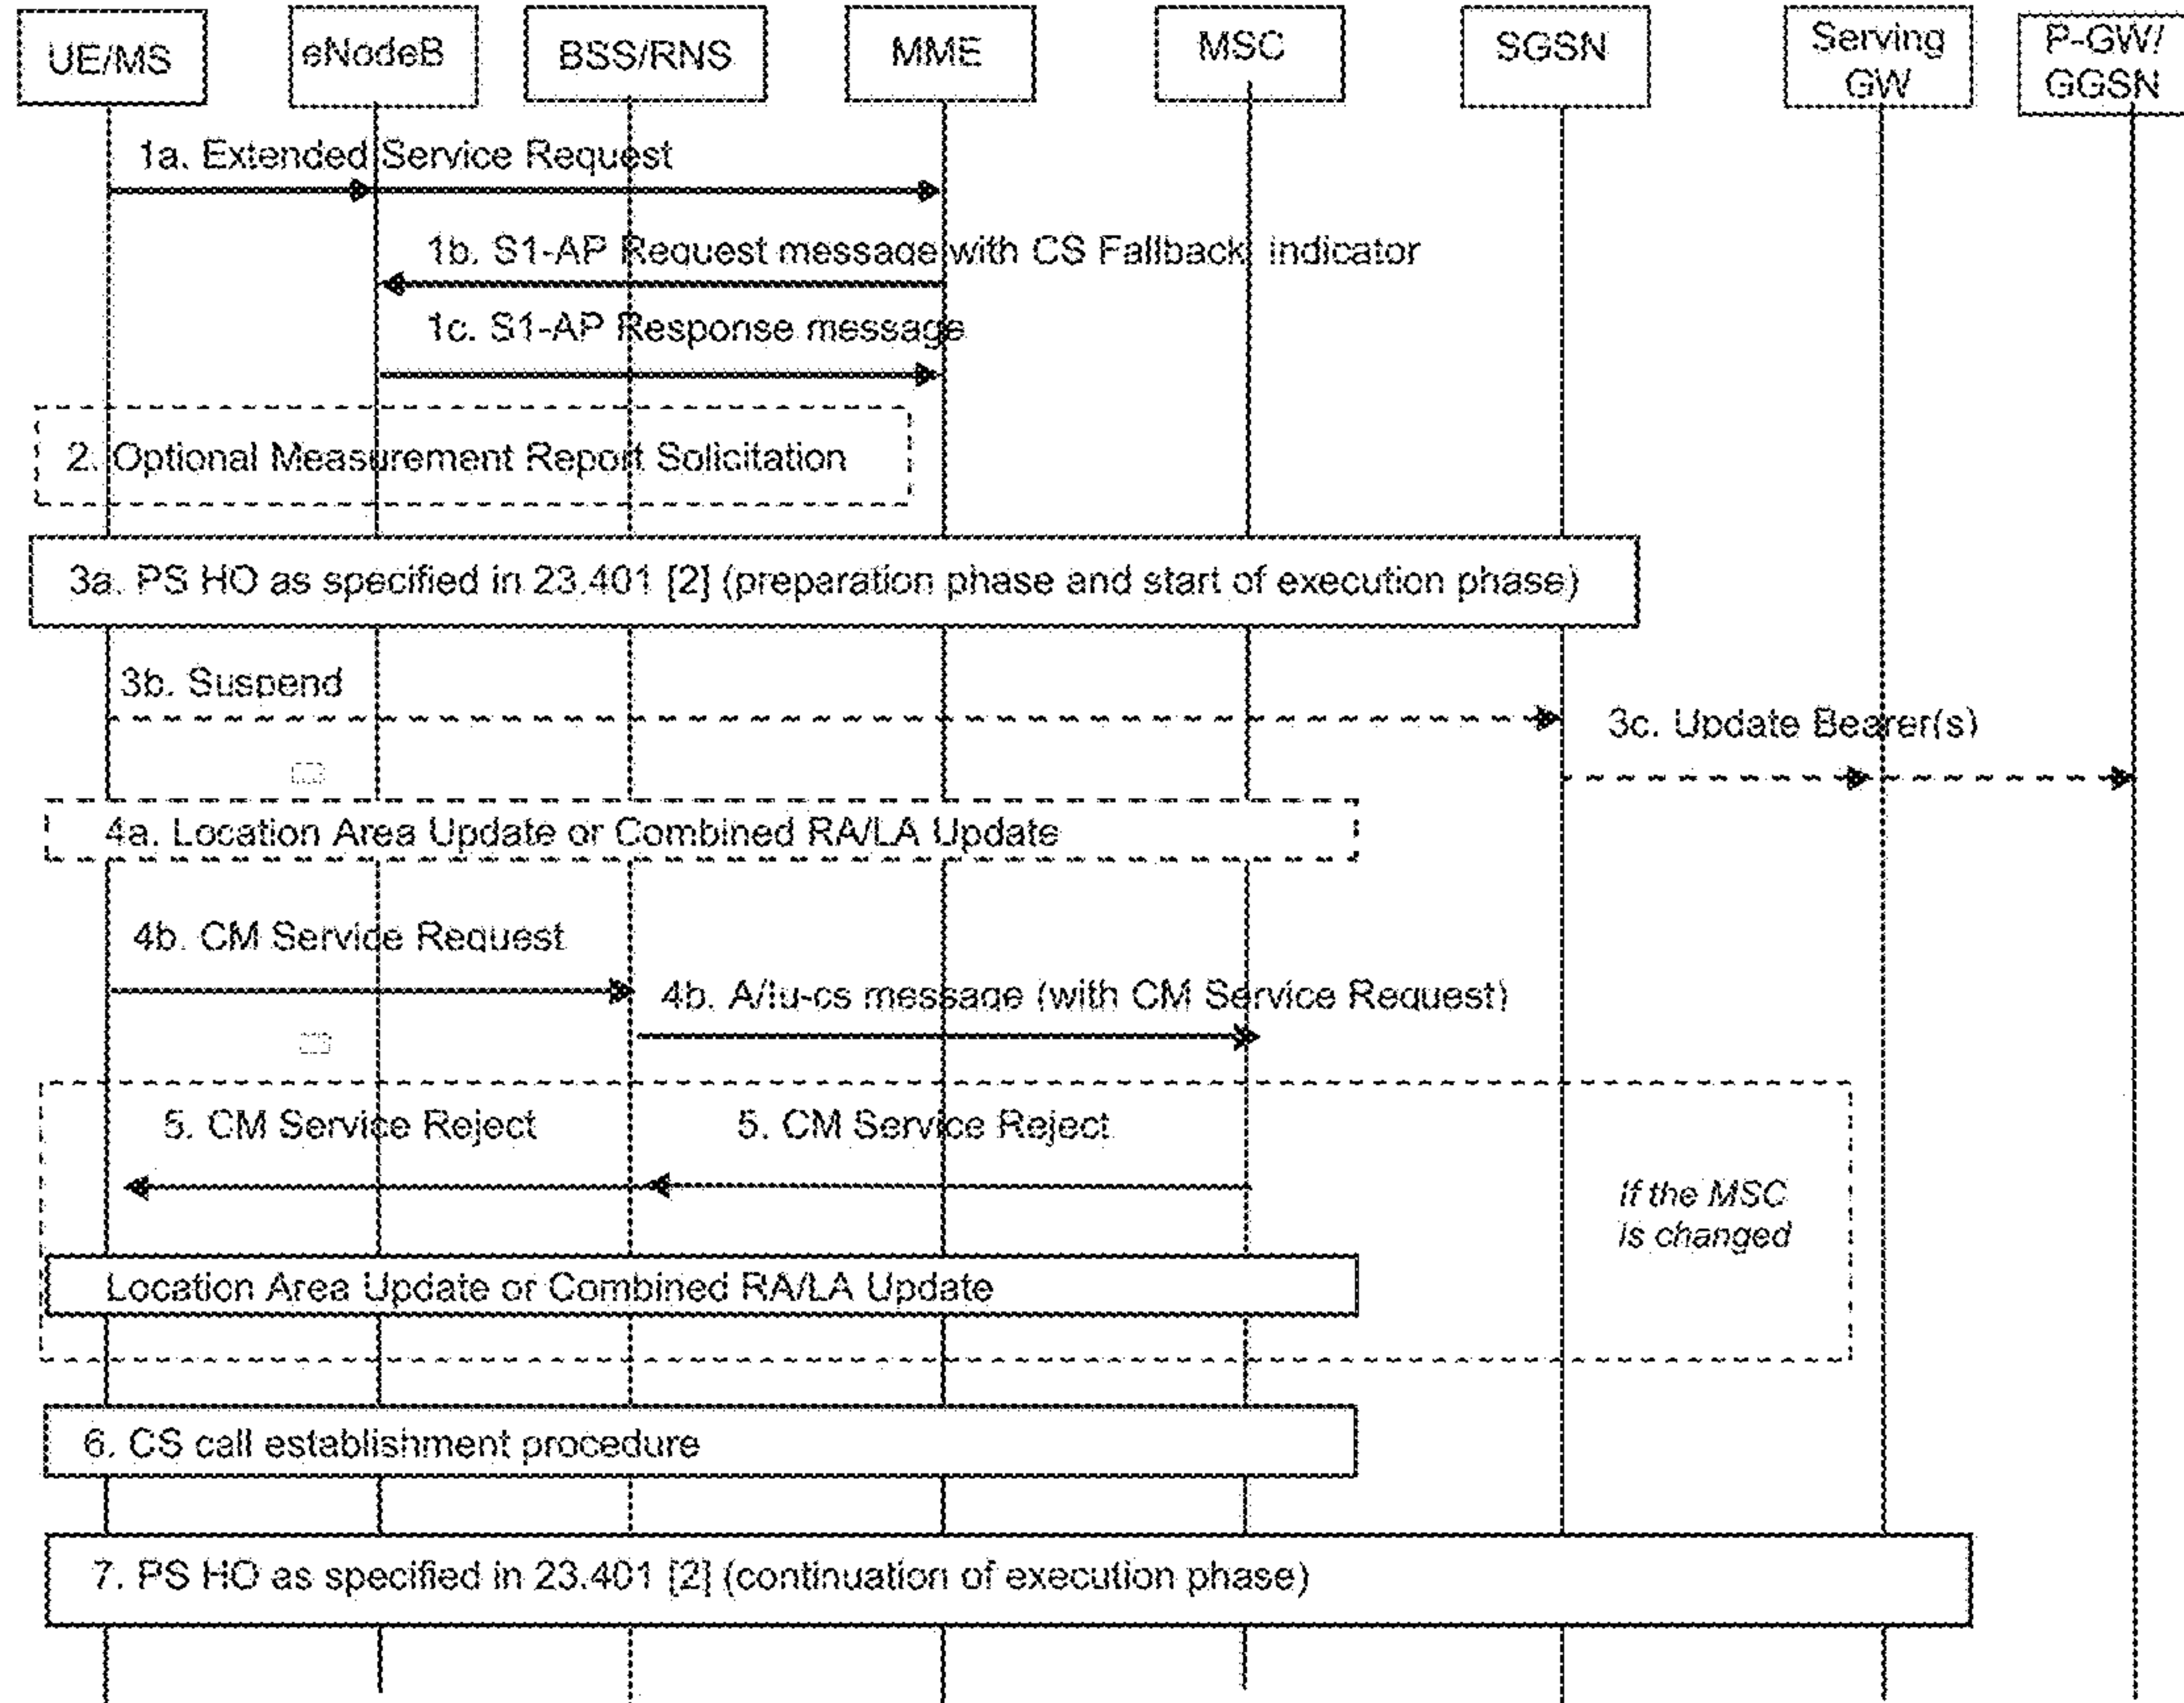 UE/MS
eNodeB
BSS/RNS
MME
MSC
SGSN
Serving
GW
P-GW/
GGSN
1a. Extended Service Request
1b. S1-AP Request message with CS Fallback indicator
1c. S1-AP Response message
2. Optional Measurement Report Solicitation
3a. PS HO as specified in 23.401 [2] (preparation phase and start of execution phase)
3b. Suspend
3c. Update Bearer(s)
4a. Location Area Update or Combined RA/LA Update
4b. CM Service Request
4b. A/Iu-cs message (with CM Service Request)
5. CM Service Reject
5. CM Service Reject
If the MSC
is changed
Location Area Update or Combined RA/LA Update
6. CS call establishment procedure
7. PS HO as specified in 23.401 [2] (continuation of execution phase)